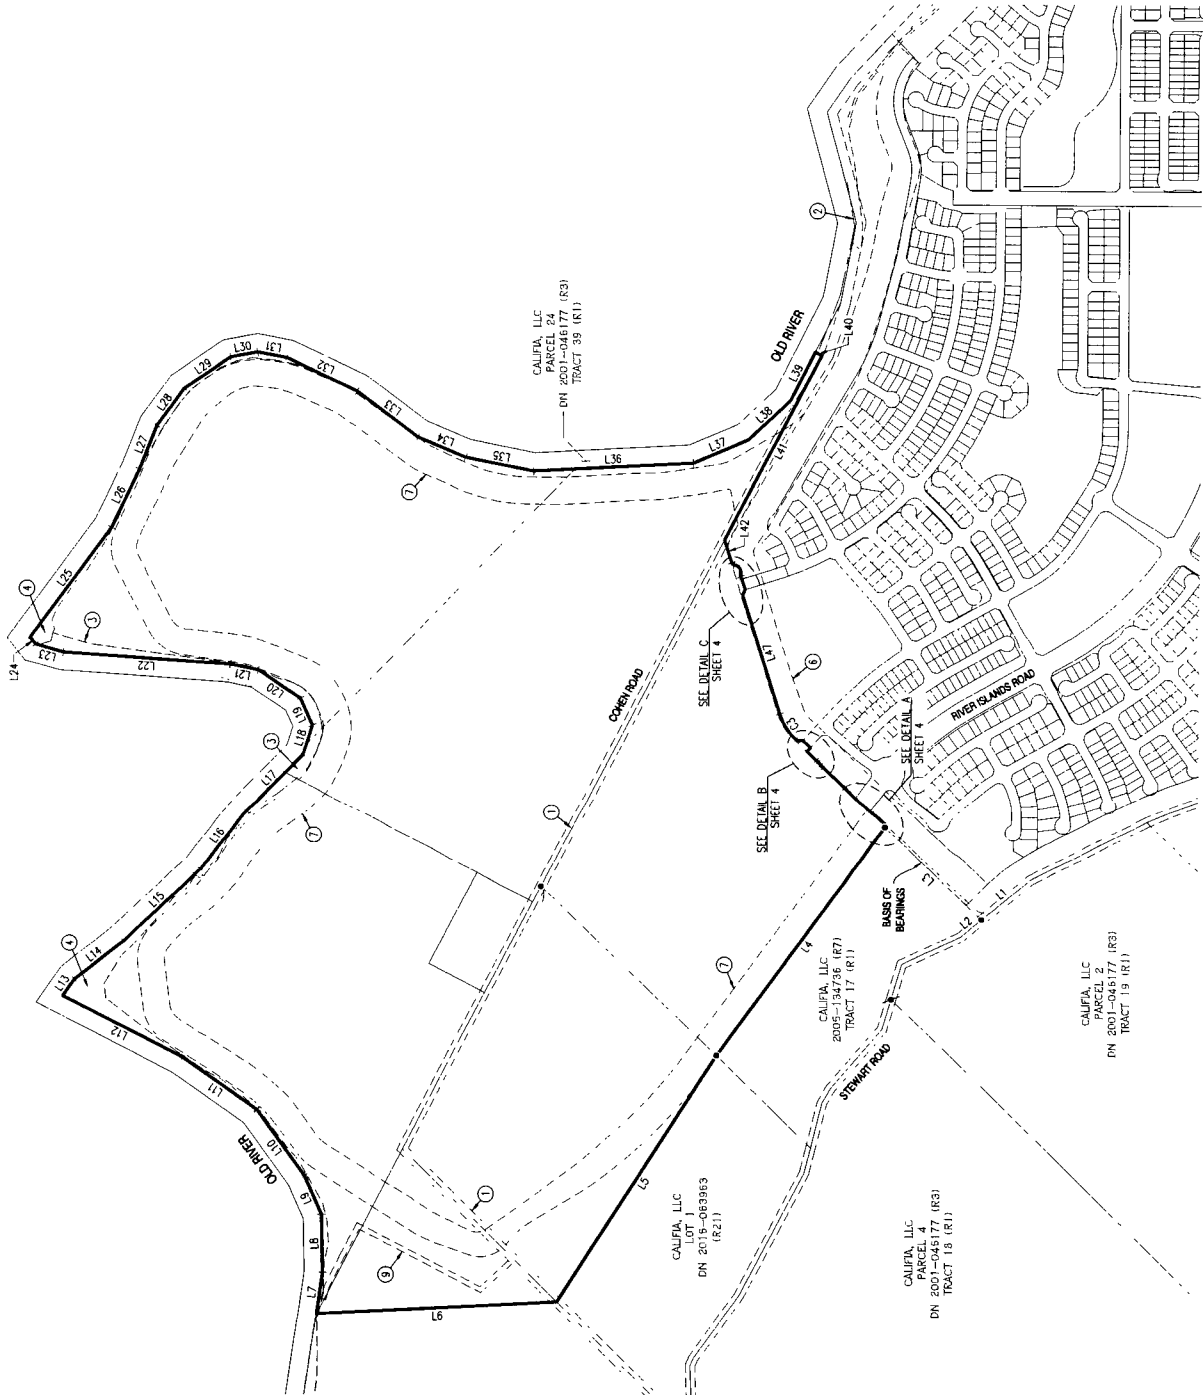 L24
4
L23
3
L22
L21
L20
L19
L18
3
L17
7
L16
L15
L14
4
L13
L12
L11
OLD RIVER
L10
L9
L8
L7
L6
9
1
L25
L26
L27
L28
L29
L30
L31
L32
L33
L34
L35
L36
7
CALIFIA, LLC
PARCEL 24
DN 2001-046177 (R3)
TRACT 39 (R1)
L37
L38
L39
L40
L41
L42
OLD RIVER
2
COHEN ROAD
1
SEE DETAIL C
SHEET 4
L47
6
C3
SEE DETAIL B
SHEET 4
SEE DETAIL A
SHEET 4
RIVER ISLANDS ROAD
BASIS OF
BEARINGS
L3
L2
L1
L4
7
L5
CALIFIA, LLC
2005-134736 (R7)
TRACT 17 (R1)
STEWART ROAD
CALIFIA, LLC
LOT 1
DN 2016-063963
(R21)
CALIFIA, LLC
PARCEL 4
DN 2001-046177 (R3)
TRACT 18 (R1)
CALIFIA, LLC
PARCEL 2
DN 2001-046177 (R3)
TRACT 19 (R1)